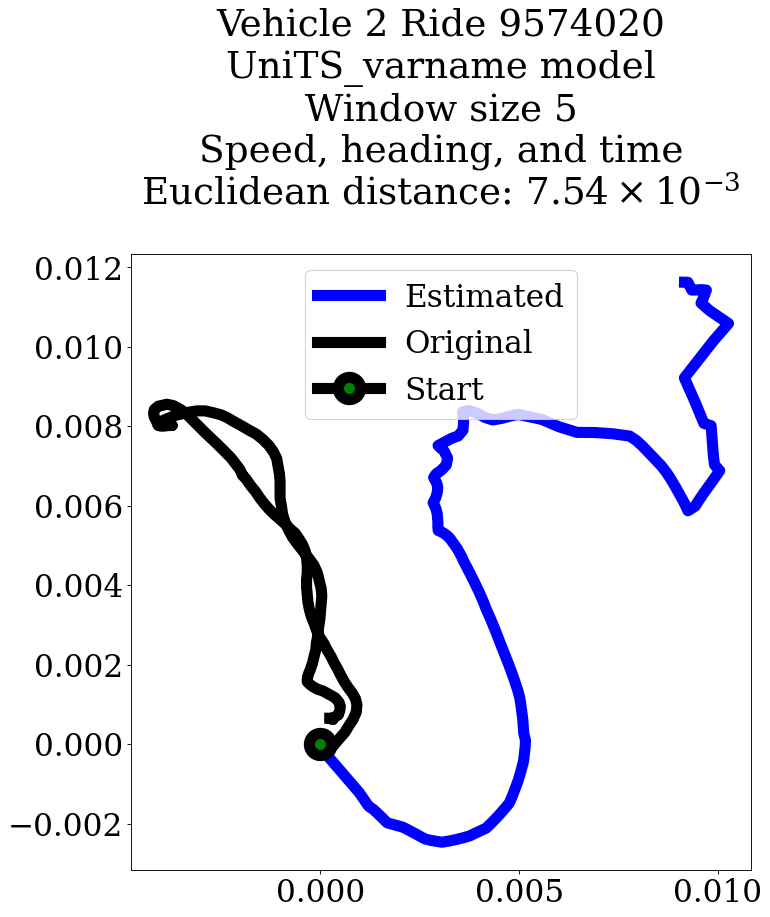 Vehicle 2 Ride 9574020
UniTS_varname model
Window size 5
Speed, heading, and time
Euclidean distance: 7.54 × 10⁻³
0.012
0.010
0.008
0.006
0.004
0.002
0.000
−0.002
Estimated
Original
Start
0.000 0.005 0.010